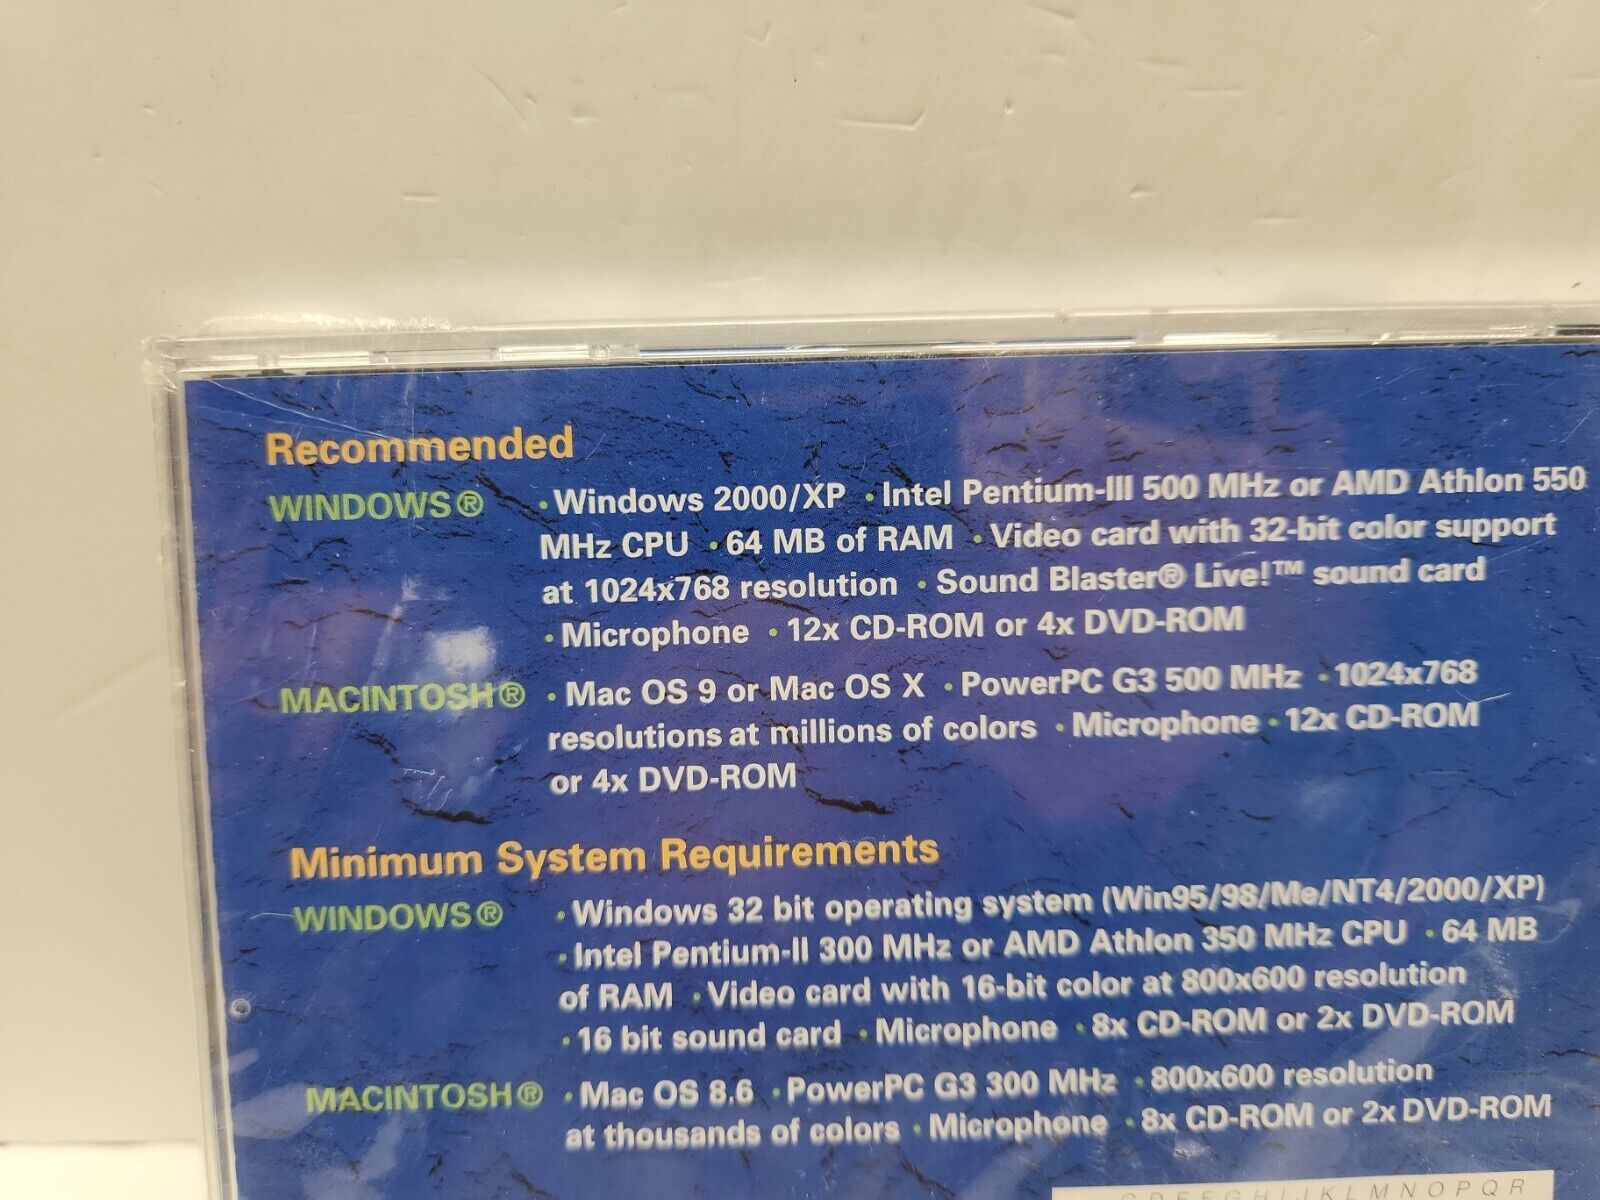 Recommended
WINDOWS® • Windows 2000/XP • Intel Pentium-III 500 MHz or AMD Athlon 550
MHz CPU • 64 MB of RAM • Video card with 32-bit color support
at 1024x768 resolution • Sound Blaster® Live!™ sound card
• Microphone • 12x CD-ROM or 4x DVD-ROM
MACINTOSH® • Mac OS 9 or Mac OS X • PowerPC G3 500 MHz • 1024x768
resolutions at millions of colors • Microphone • 12x CD-ROM
or 4x DVD-ROM
Minimum System Requirements
WINDOWS® • Windows 32 bit operating system (Win95/98/Me/NT4/2000/XP)
• Intel Pentium-II 300 MHz or AMD Athlon 350 MHz CPU • 64 MB
of RAM • Video card with 16-bit color at 800x600 resolution
• 16 bit sound card • Microphone • 8x CD-ROM or 2x DVD-ROM
MACINTOSH® • Mac OS 8.6 • PowerPC G3 300 MHz • 800x600 resolution
at thousands of colors • Microphone • 8x CD-ROM or 2x DVD-ROM
K L M N O P Q R